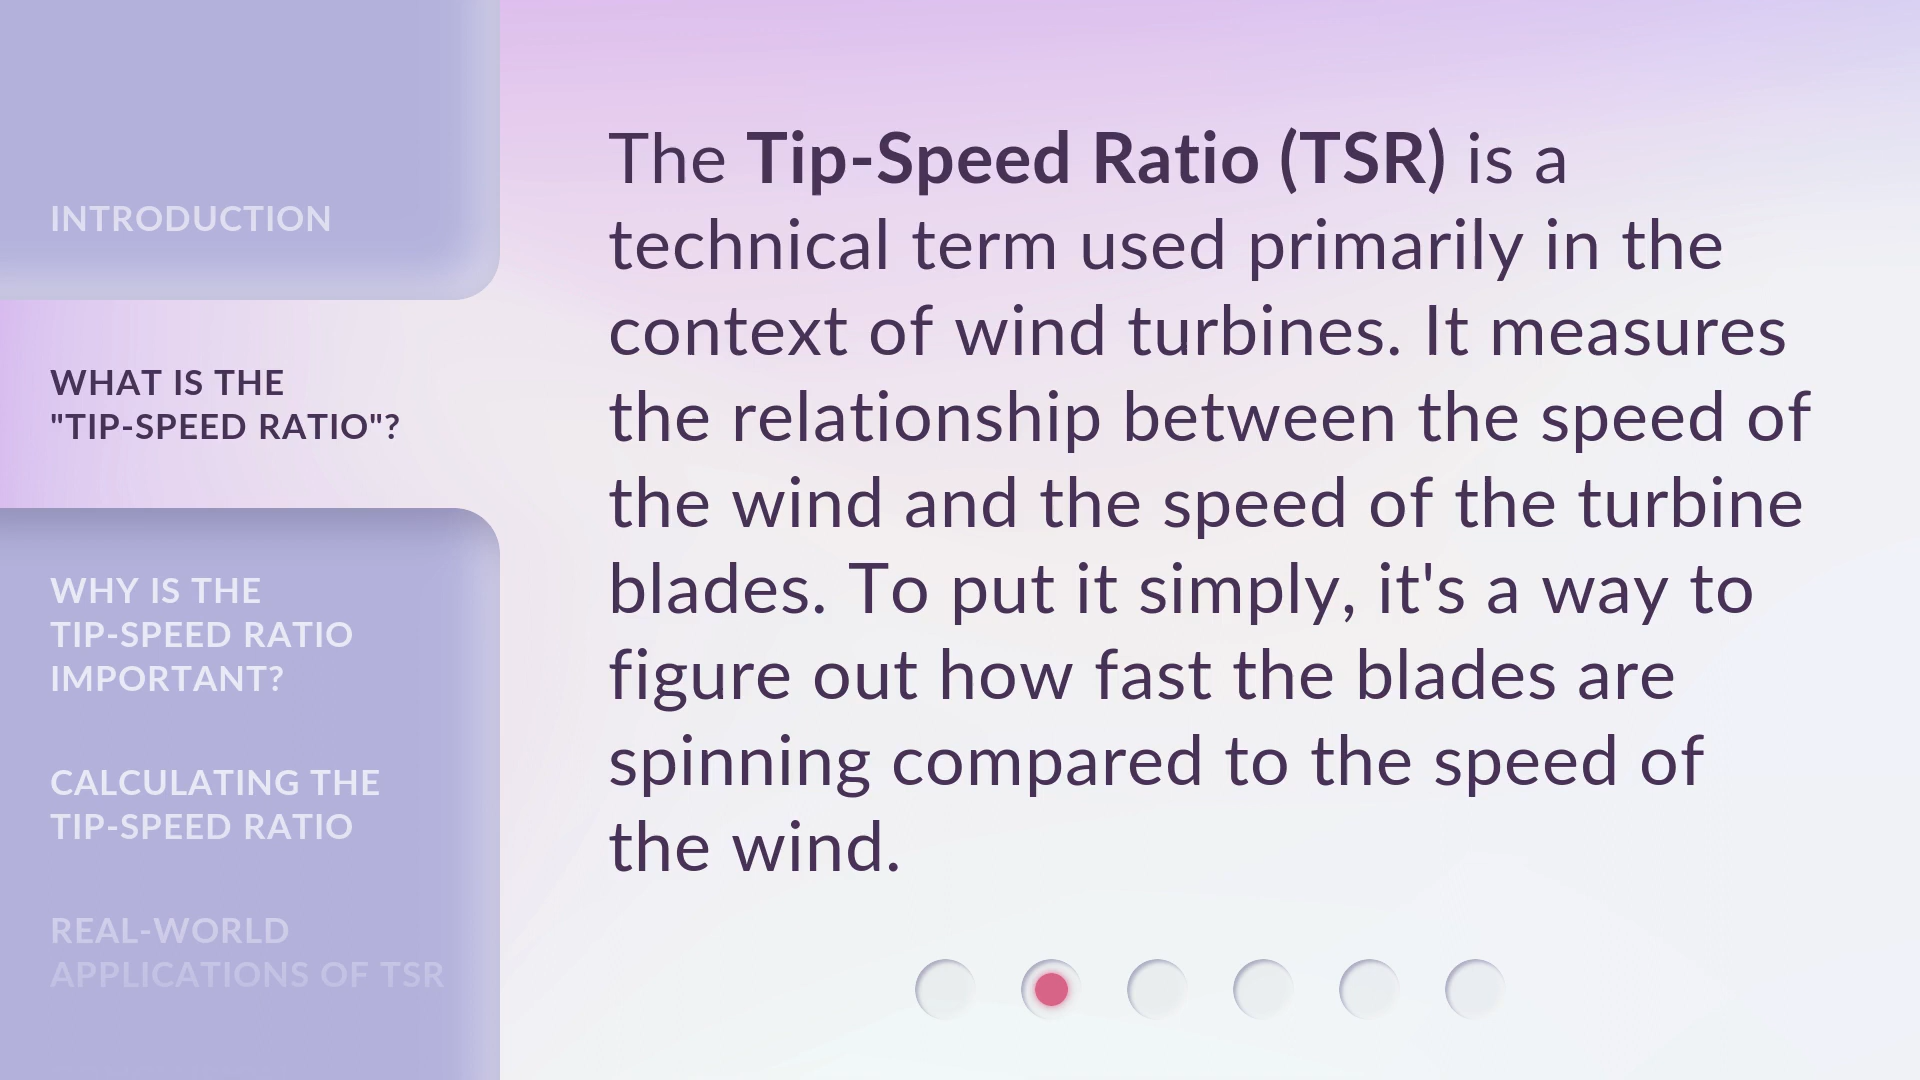 INTRODUCTION
WHAT IS THE
"TIP-SPEED RATIO"?
WHY IS THE
TIP-SPEED RATIO
IMPORTANT?
CALCULATING THE
TIP-SPEED RATIO
REAL-WORLD
APPLICATIONS OF TSR
The Tip-Speed Ratio (TSR) is a
technical term used primarily in the
context of wind turbines. It measures
the relationship between the speed of
the wind and the speed of the turbine
blades. To put it simply, it's a way to
figure out how fast the blades are
spinning compared to the speed of
the wind.